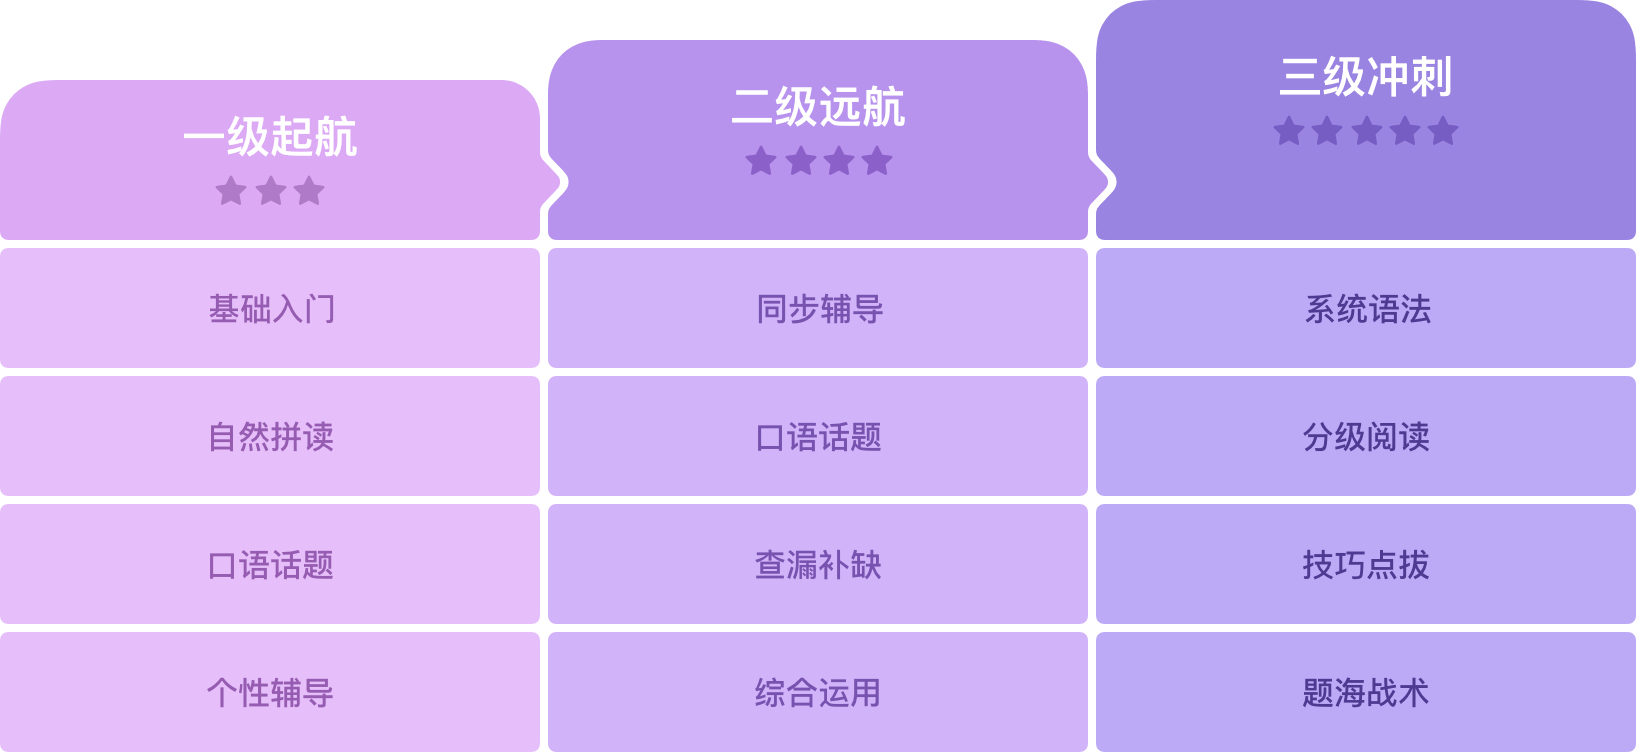 一级起航
二级远航
三级冲刺
基础入门
同步辅导
系统语法
自然拼读
口语话题
分级阅读
口语话题
查漏补缺
技巧点拔
个性辅导
综合运用
题海战术